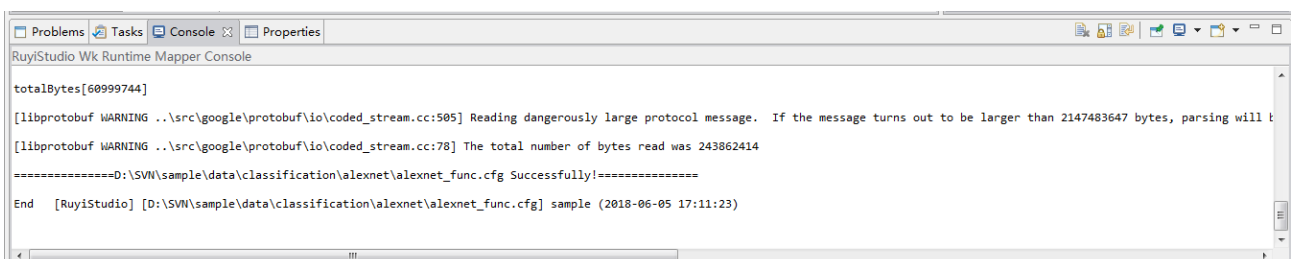 Problems Tasks Console Properties
RuyiStudio Wk Runtime Mapper Console
totalBytes[60999744]
[libprotobuf WARNING ..\src\google\protobuf\io\coded_stream.cc:505] Reading dangerously large protocol message.  If the message turns out to be larger than 2147483647 bytes, parsing will b
[libprotobuf WARNING ..\src\google\protobuf\io\coded_stream.cc:78] The total number of bytes read was 243862414
===============D:\SVN\sample\data\classification\alexnet\alexnet_func.cfg Successfully!===============
End   [RuyiStudio] [D:\SVN\sample\data\classification\alexnet\alexnet_func.cfg] sample (2018-06-05 17:11:23)